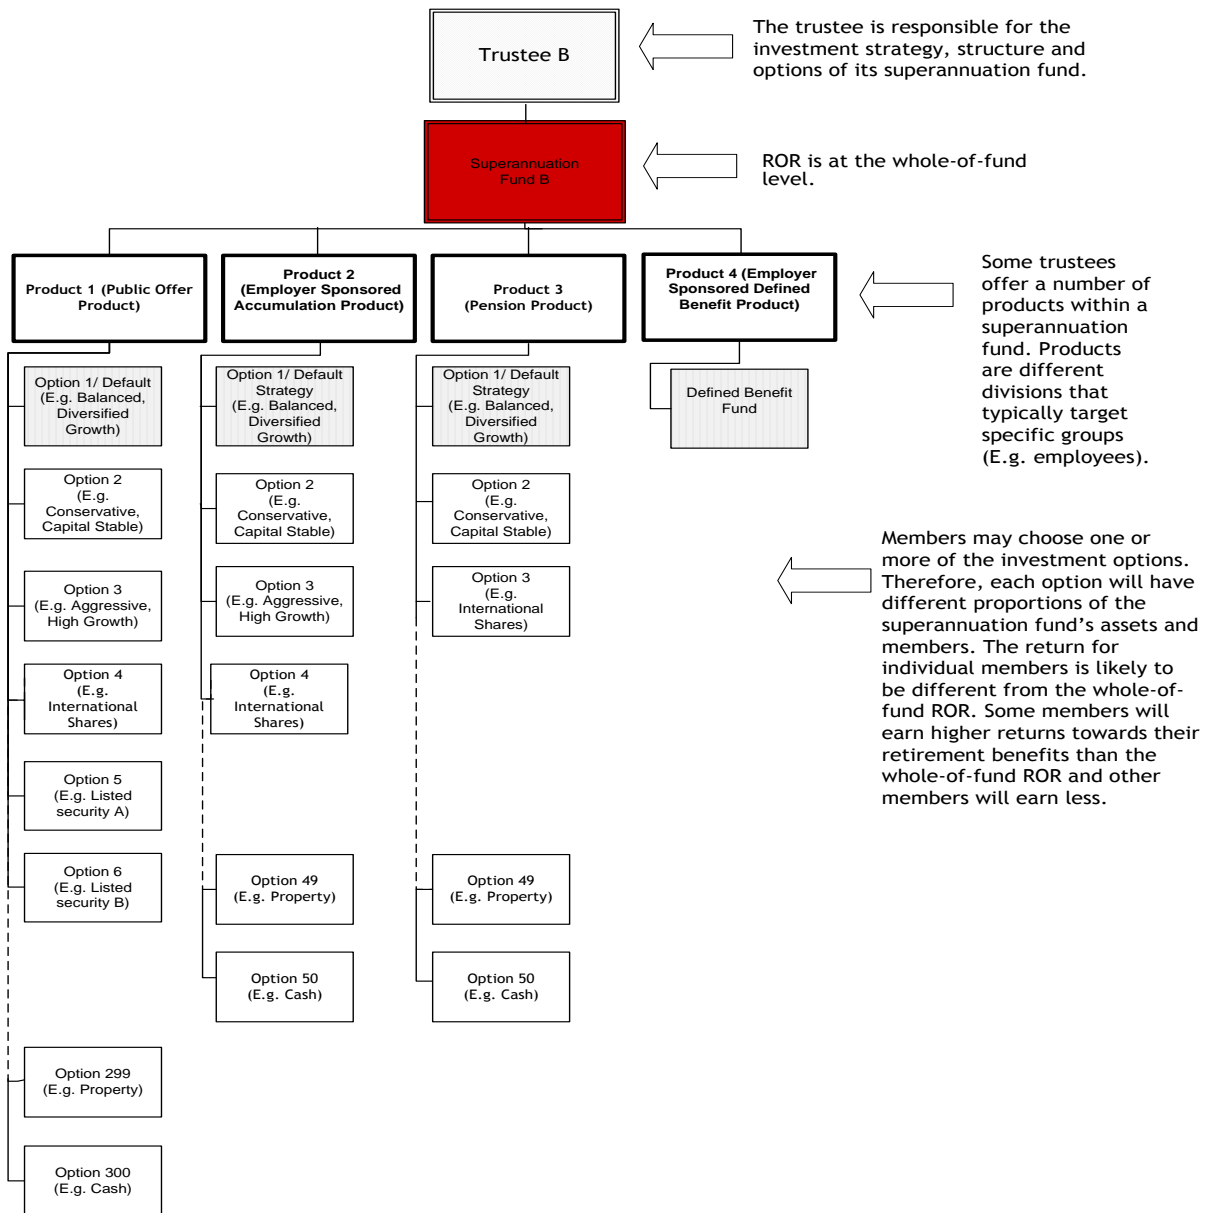 Trustee B
The trustee is responsible for the
investment strategy, structure and
options of its superannuation fund.
Superannuation
Fund B
ROR is at the whole-of-fund
level.
Product 1 (Public Offer
Product)
Product 2
(Employer Sponsored
Accumulation Product)
Product 3
(Pension Product)
Product 4 (Employer
Sponsored Defined
Benefit Product)
Some trustees
offer a number of
products within a
superannuation
fund. Products
are different
divisions that
typically target
specific groups
(E.g. employees).
Option 1/ Default
(E.g. Balanced,
Diversified
Growth)
Option 2
(E.g.
Conservative,
Capital Stable)
Option 3
(E.g. Aggressive,
High Growth)
Option 4
(E.g.
International
Shares)
Option 5
(E.g. Listed
security A)
Option 6
(E.g. Listed
security B)
Option 299
(E.g. Property)
Option 300
(E.g. Cash)
Option 1/ Default
Strategy
(E.g. Balanced,
Diversified
Growth)
Option 2
(E.g.
Conservative,
Capital Stable)
Option 3
(E.g. Aggressive,
High Growth)
Option 4
(E.g.
International
Shares)
Option 49
(E.g. Property)
Option 50
(E.g. Cash)
Option 1/ Default
Strategy
(E.g. Balanced,
Diversified
Growth)
Option 2
(E.g.
Conservative,
Capital Stable)
Option 3
(E.g.
International
Shares)
Option 49
(E.g. Property)
Option 50
(E.g. Cash)
Defined Benefit
Fund
Members may choose one or
more of the investment options.
Therefore, each option will have
different proportions of the
superannuation fund’s assets and
members. The return for
individual members is likely to
be different from the whole-of-
fund ROR. Some members will
earn higher returns towards their
retirement benefits than the
whole-of-fund ROR and other
members will earn less.